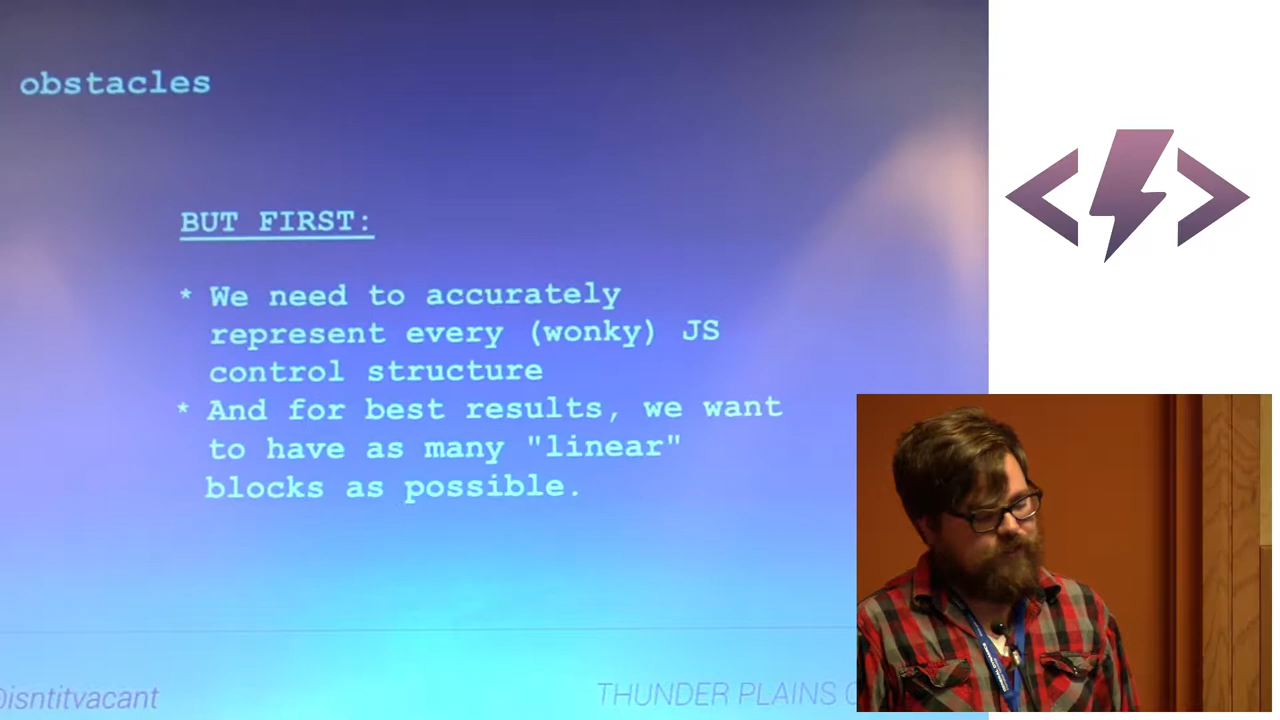 obstacles
BUT FIRST:
* We need to accurately
represent every (wonky) JS
control structure
* And for best results, we want
to have as many "linear"
blocks as possible.
@isntitvacant
THUNDER PLAINS